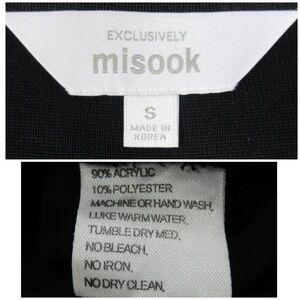 EXCLUSIVELY
misook
S
MADE IN
KOREA
90% ACRYLIC
10% POLYESTER
MACHINE OR HAND WASH.
LUKE WARM WATER.
TUMBLE DRY MED.
NO BLEACH.
NO IRON.
NO DRY CLEAN.